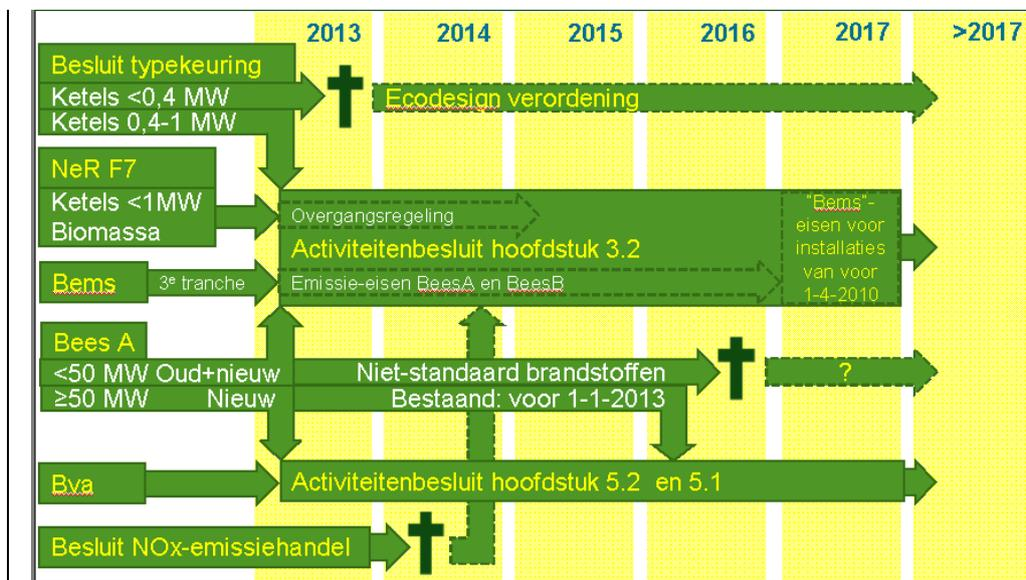 2013 2014 2015 2016 2017 >2017
Besluit typekeuring
Ketels <0,4 MW
Ecodesign verordening
Ketels 0,4-1 MW
NeR F7
Ketels <1MW
Biomassa
Overgangsregeling
Activiteitenbesluit hoofdstuk 3.2
"Bems"-
eisen voor
installaties
van voor
1-4-2010
Bems
3e tranche
Emissie-eisen BeesA en BeesB
Bees A
<50 MW Oud+nieuw
Niet-standaard brandstoffen
?
≥50 MW Nieuw
Bestaand: voor 1-1-2013
Bva
Activiteitenbesluit hoofdstuk 5.2 en 5.1
Besluit NOx-emissiehandel